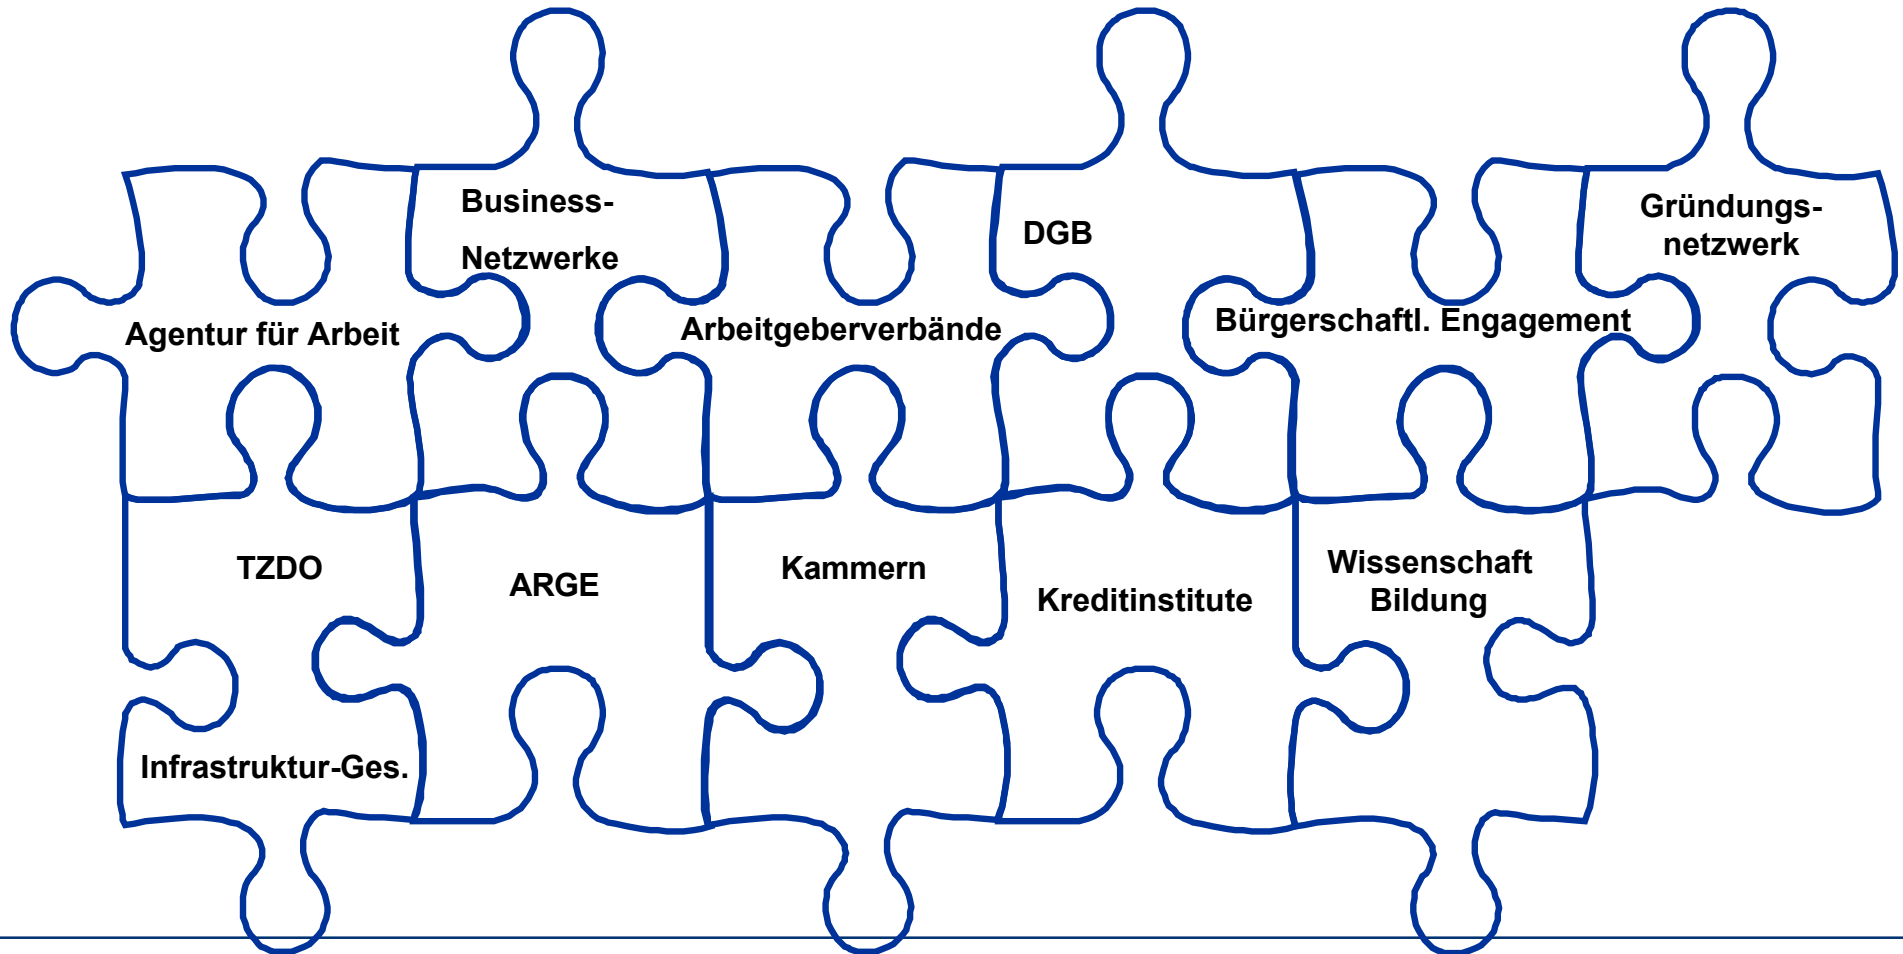 Business-
Netzwerke
DGB
Gründungs-
netzwerk
Agentur für Arbeit
Arbeitgeberverbände
Bürgerschaftl. Engagement
TZDO
ARGE
Kammern
Kreditinstitute
Wissenschaft
Bildung
Infrastruktur-Ges.